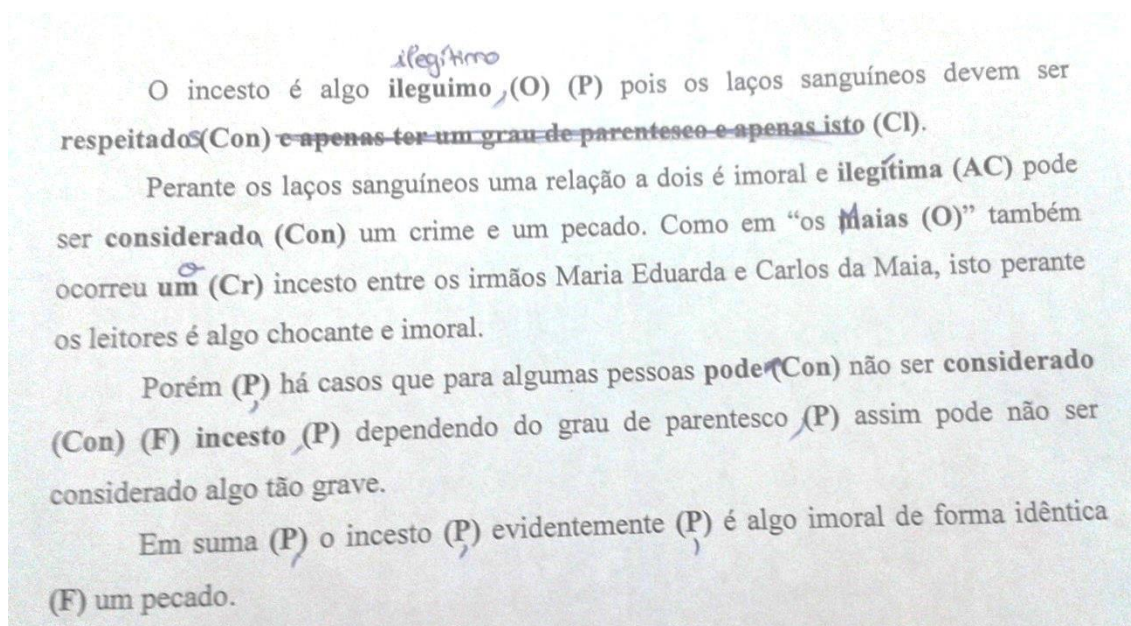 ilegítimo
O incesto é algo ileguimo , (O) (P) pois os laços sanguíneos devem ser
respeitados (Con) e apenas ter um grau de parentesco e apenas isto (Cl).
Perante os laços sanguíneos uma relação a dois é imoral e ilegítima (AC) pode
ser considerado (Con) um crime e um pecado. Como em “os Maias (O)” também
o
ocorreu um (Cr) incesto entre os irmãos Maria Eduarda e Carlos da Maia, isto perante
os leitores é algo chocante e imoral.
Porém (P) , há casos que para algumas pessoas pode (Con) não ser considerado
(Con) (F) incesto , (P) dependendo do grau de parentesco , (P) assim pode não ser
considerado algo tão grave.
Em suma (P) , o incesto (P) , evidentemente (P) , é algo imoral de forma idêntica
(F) um pecado.